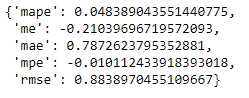 {'mape': 0.048389043551440775,
'me': -0.21039696719572093,
'mae': 0.7872623795352881,
'mpe': -0.010112433918393018,
'rmse': 0.8838970455109667}